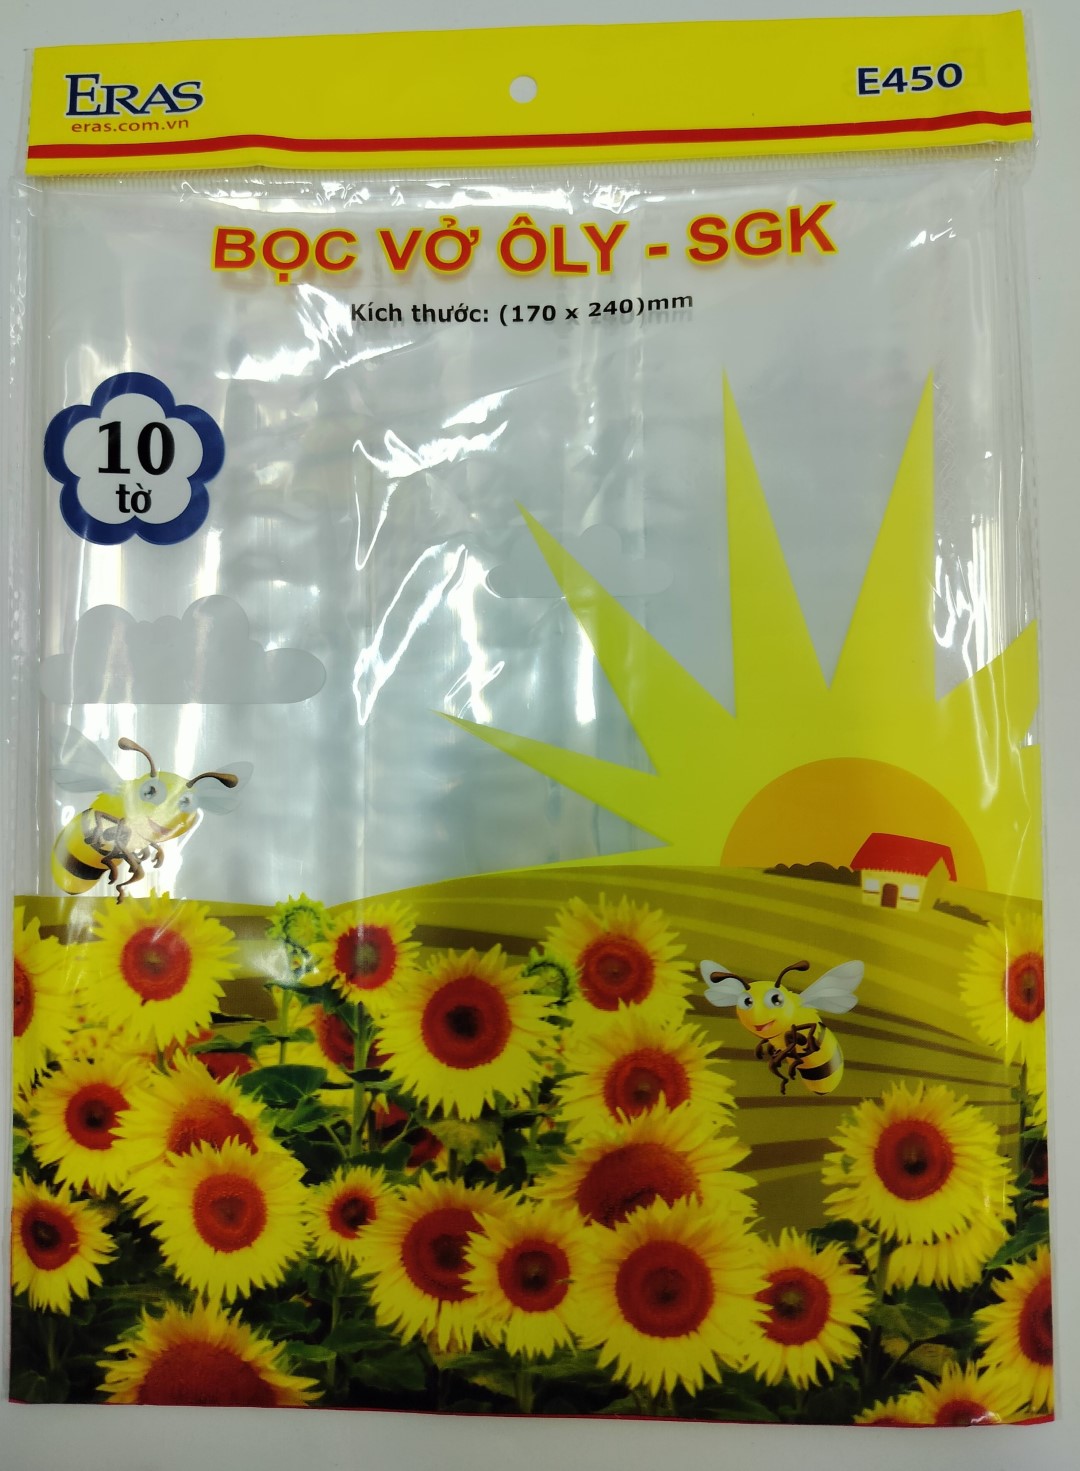 ERAS
eras.com.vn
E450
BỌC VỞ ÔLY - SGK
Kích thước: (170 x 240)mm
10
tờ